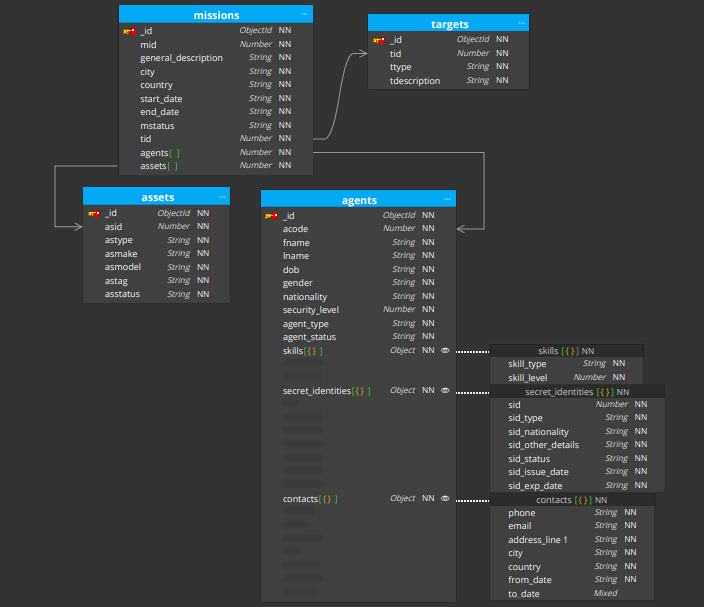 missions ...
_id ObjectId NN
mid Number NN
general_description String NN
city String NN
country String NN
start_date String NN
end_date String NN
mstatus String NN
tid Number NN
agents[ ] Number NN
assets[ ] Number NN
targets ...
_id ObjectId NN
tid Number NN
ttype String NN
tdescription String NN
assets ...
_id ObjectId NN
asid Number NN
astype String NN
asmake String NN
asmodel String NN
astag String NN
asstatus String NN
agents ...
_id ObjectId NN
acode Number NN
fname String NN
lname String NN
dob String NN
gender String NN
nationality String NN
security_level Number NN
agent_type String NN
agent_status String NN
skills[{} ] Object NN
secret_identities[{} ] Object NN
contacts[{} ] Object NN
skills [{}] NN
skill_type String NN
skill_level Number NN
secret_identities [{}] NN
sid Number NN
sid_type String NN
sid_nationality String NN
sid_other_details String NN
sid_status String NN
sid_issue_date String NN
sid_exp_date String NN
contacts [{}] NN
phone String NN
email String NN
address_line 1 String NN
city String NN
country String NN
from_date String NN
to_date Mixed